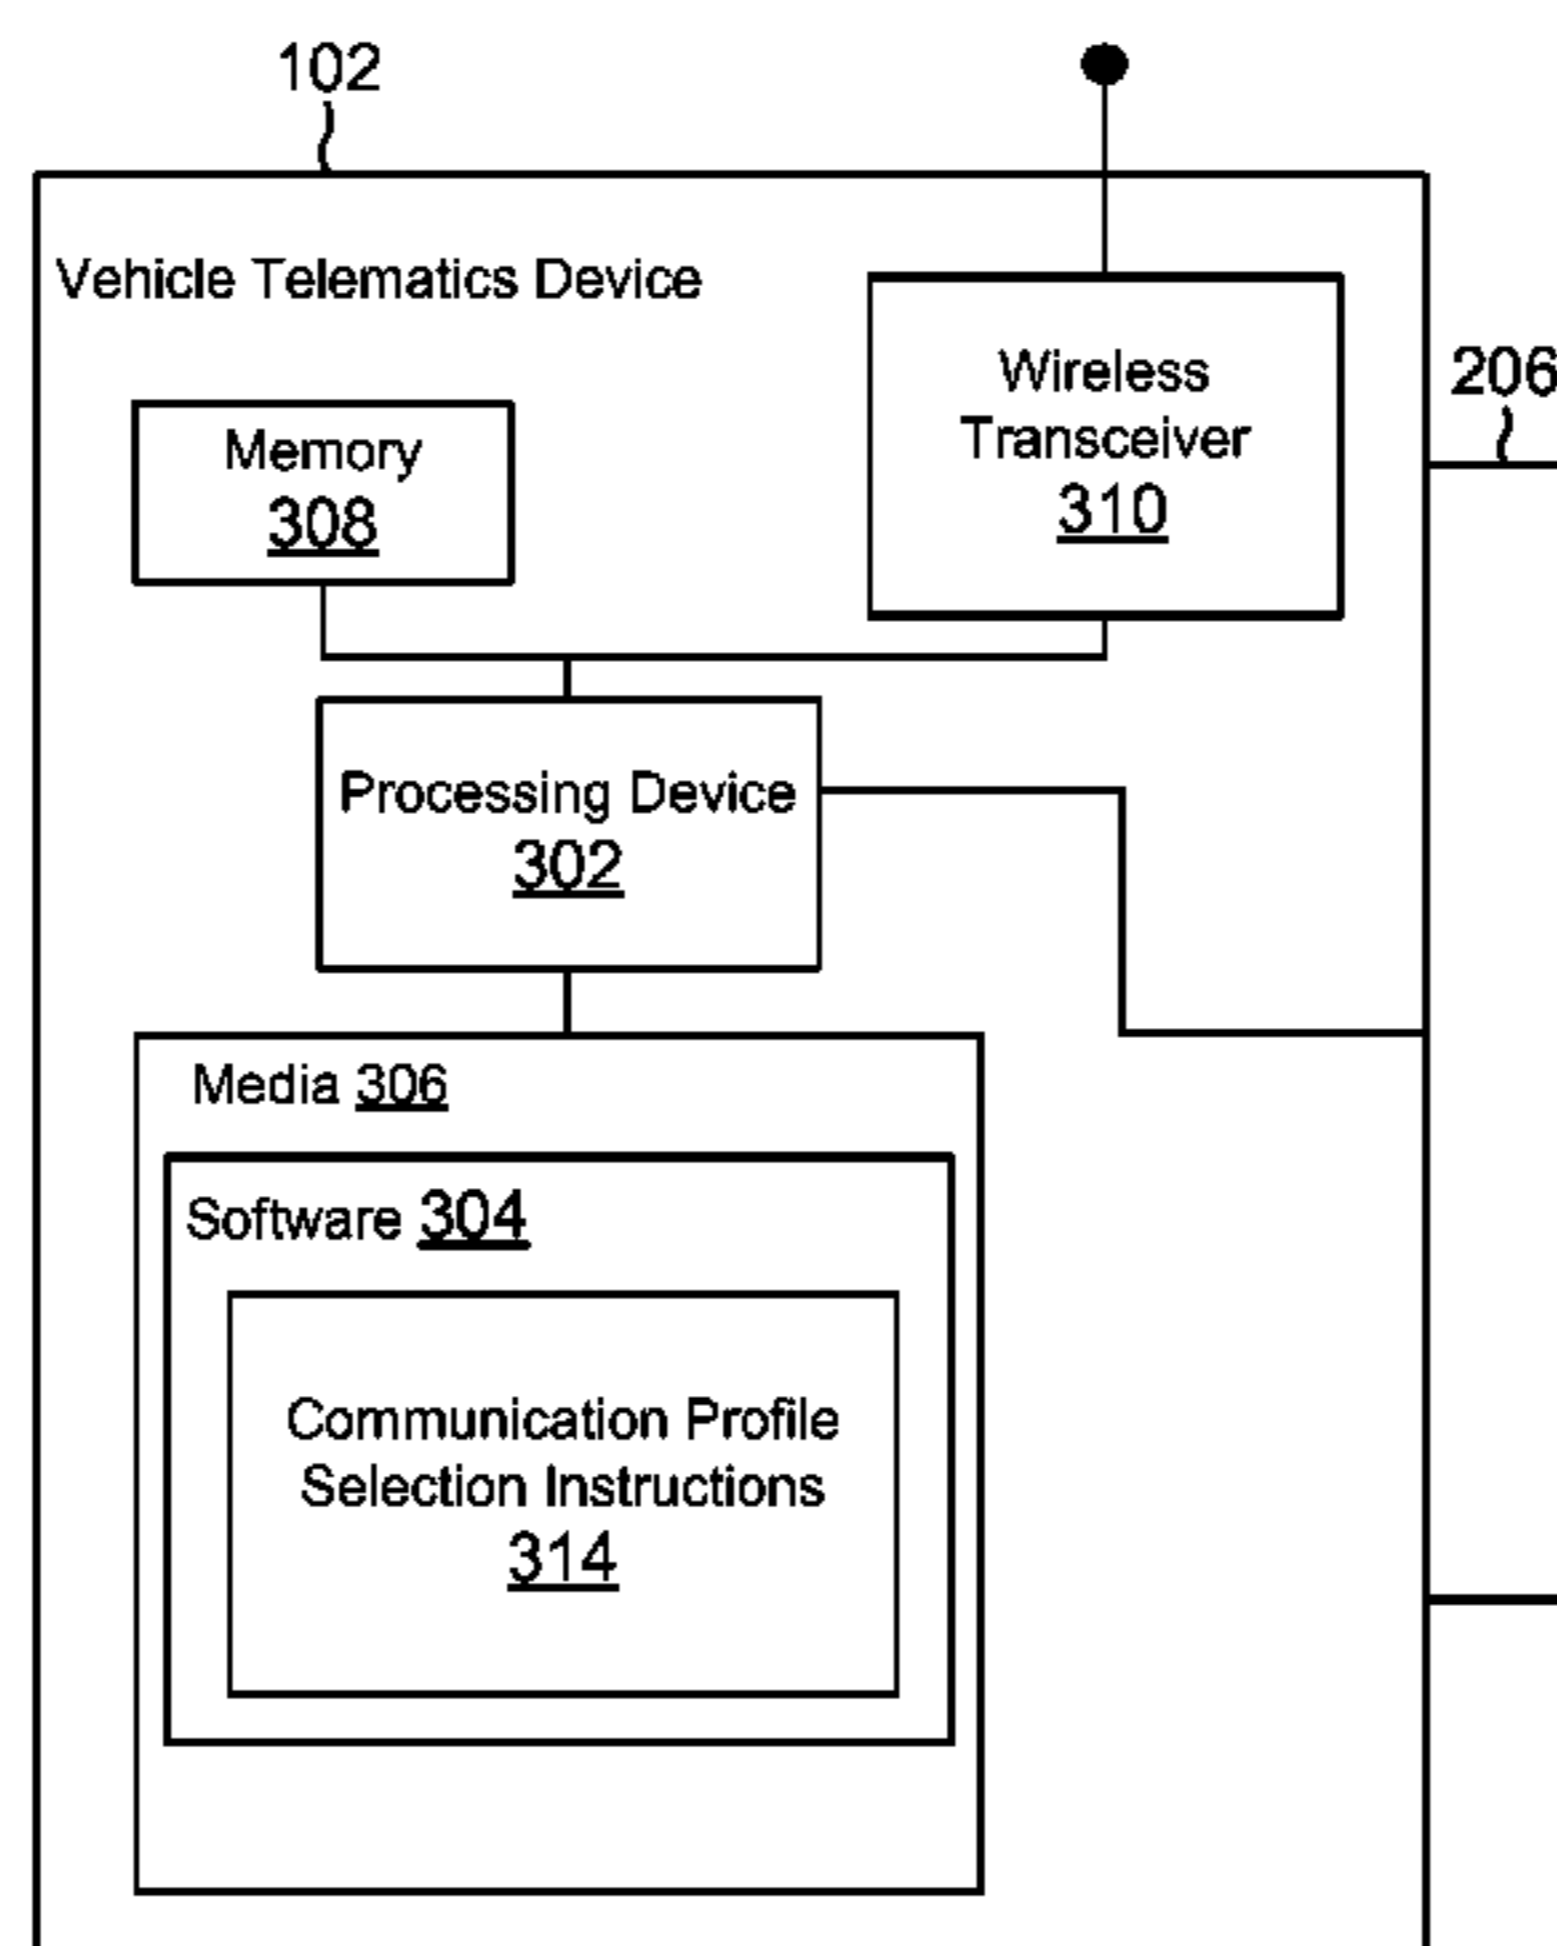 102
Vehicle Telematics Device
Wireless
Transceiver
310
206
Memory
308
Processing Device
302
Media 306
Software 304
Communication Profile
Selection Instructions
314